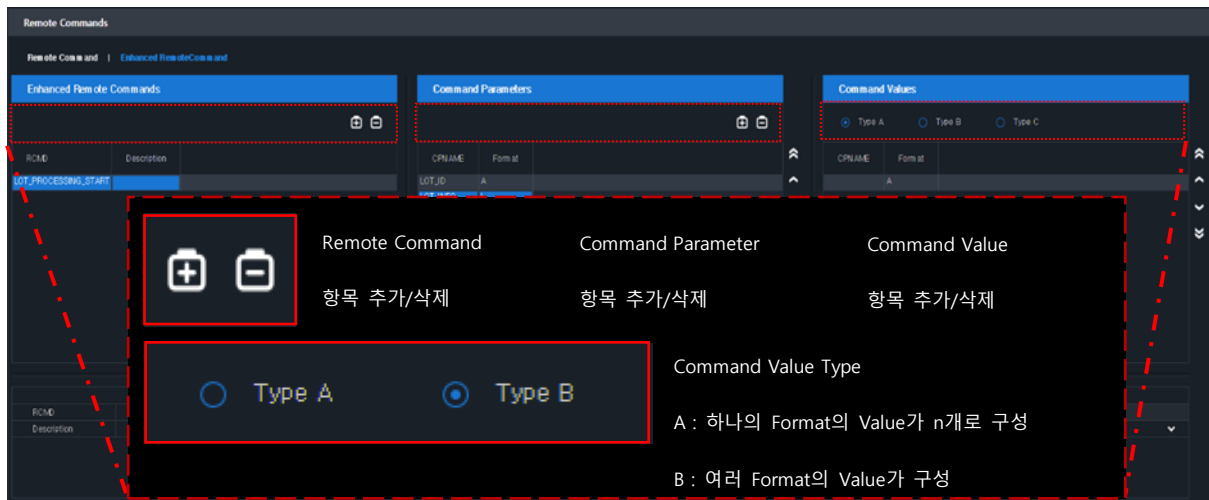 Remote Commands
Remote Command | Enhanced RemoteCommand
Enhanced Remote Commands
Command Parameters
Command Values
Type A
Type B
Type C
RCMD Description
CPNAME Format
CPNAME Format
LOT_PROCESSING_START
LOT_ID A
A
Remote Command
Command Parameter
Command Value
항목 추가/삭제
항목 추가/삭제
항목 추가/삭제
Type A
Type B
Command Value Type
A : 하나의 Format의 Value가 n개로 구성
B : 여러 Format의 Value가 구성
RCMD
Description